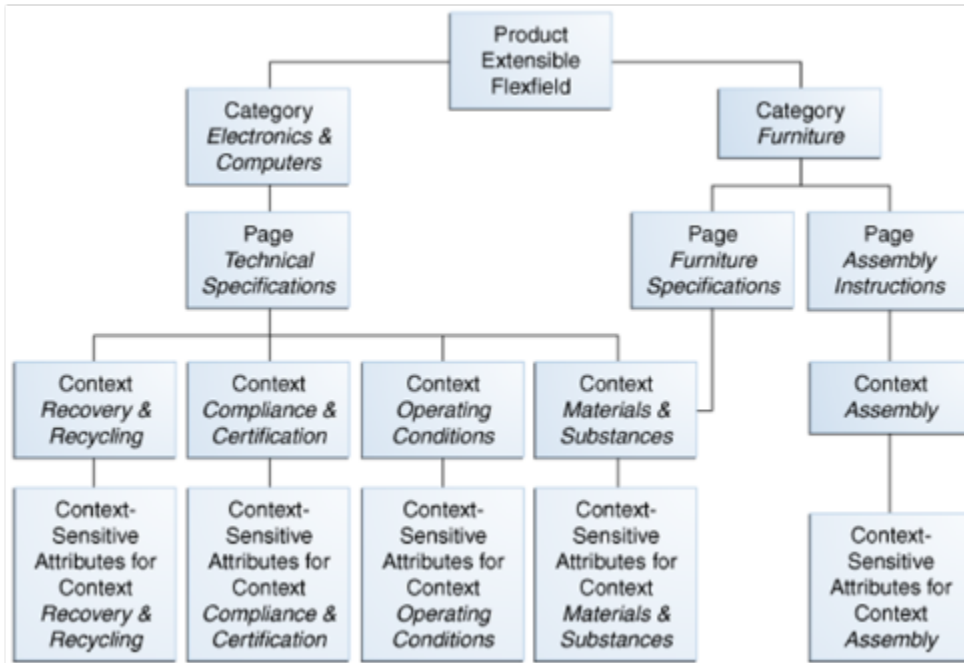 Product
Extensible
Flexfield
Category
Electronics &
Computers
Category
Furniture
Page
Technical
Specifications
Page
Furniture
Specifications
Page
Assembly
Instructions
Context
Recovery &
Recycling
Context
Compliance &
Certification
Context
Operating
Conditions
Context
Materials &
Substances
Context
Assembly
Context-
Sensitive
Attributes for
Context
Recovery &
Recycling
Context-
Sensitive
Attributes for
Context
Compliance &
Certification
Context-
Sensitive
Attributes for
Context
Operating
Conditions
Context-
Sensitive
Attributes for
Context
Materials &
Substances
Context-
Sensitive
Attributes for
Context
Assembly